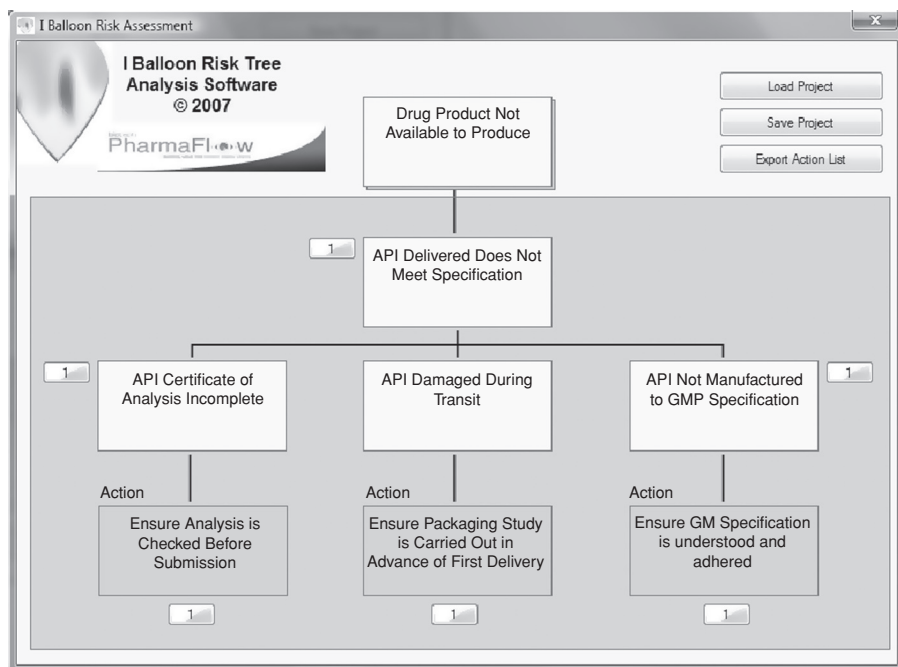 I Balloon Risk Assessment
I Balloon Risk Tree
Analysis Software
© 2007
PharmaFlow
Load Project
Save Project
Export Action List
Drug Product Not
Available to Produce
1
API Delivered Does Not
Meet Specification
1
API Certificate of
Analysis Incomplete
API Damaged During
Transit
API Not Manufactured
to GMP Specification
1
Action
Ensure Analysis is
Checked Before
Submission
1
Action
Ensure Packaging Study
is Carried Out in
Advance of First Delivery
1
Action
Ensure GM Specification
is understood and
adhered
1